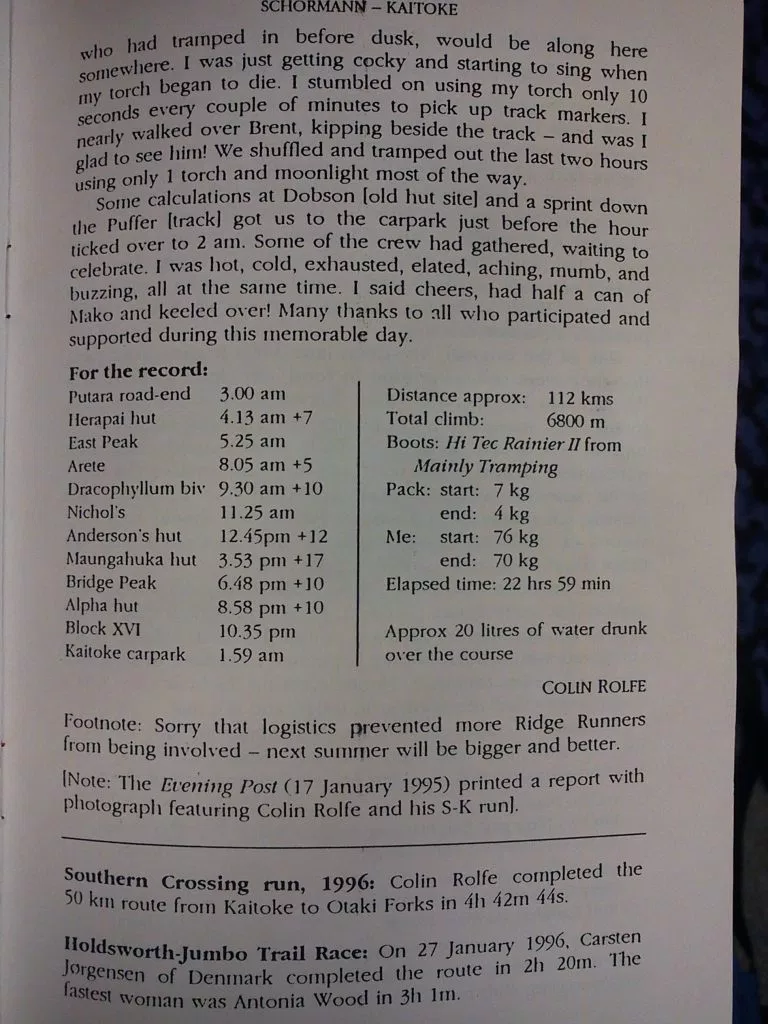 SCHORMANN – KAITOKE
who had tramped in before dusk, would be along here
somewhere. I was just getting cocky and starting to sing when
my torch began to die. I stumbled on using my torch only 10
seconds every couple of minutes to pick up track markers. I
nearly walked over Brent, kipping beside the track – and was I
glad to see him! We shuffled and tramped out the last two hours
using only 1 torch and moonlight most of the way.
Some calculations at Dobson [old hut site] and a sprint down
the Puffer [track] got us to the carpark just before the hour
ticked over to 2 am. Some of the crew had gathered, waiting to
celebrate. I was hot, cold, exhausted, elated, aching, mumb, and
buzzing, all at the same time. I said cheers, had half a can of
Mako and keeled over! Many thanks to all who participated and
supported during this memorable day.
For the record:
Putara road-end 3.00 am
Herapai hut 4.13 am +7
East Peak 5.25 am
Arete 8.05 am +5
Dracophyllum biv 9.30 am +10
Nichol's 11.25 am
Anderson's hut 12.45pm +12
Maungahuka hut 3.53 pm +17
Bridge Peak 6.48 pm +10
Alpha hut 8.58 pm +10
Block XVI 10.35 pm
Kaitoke carpark 1.59 am
Distance approx: 112 kms
Total climb: 6800 m
Boots: Hi Tec Rainier II from
Mainly Tramping
Pack: start: 7 kg
end: 4 kg
Me: start: 76 kg
end: 70 kg
Elapsed time: 22 hrs 59 min
Approx 20 litres of water drunk
over the course
COLIN ROLFE
Footnote: Sorry that logistics prevented more Ridge Runners
from being involved – next summer will be bigger and better.
[Note: The Evening Post (17 January 1995) printed a report with
photograph featuring Colin Rolfe and his S-K run].
Southern Crossing run, 1996: Colin Rolfe completed the
50 km route from Kaitoke to Otaki Forks in 4h 42m 44s.
Holdsworth-Jumbo Trail Race: On 27 January 1996, Carsten
Jørgensen of Denmark completed the route in 2h 20m. The
fastest woman was Antonia Wood in 3h 1m.